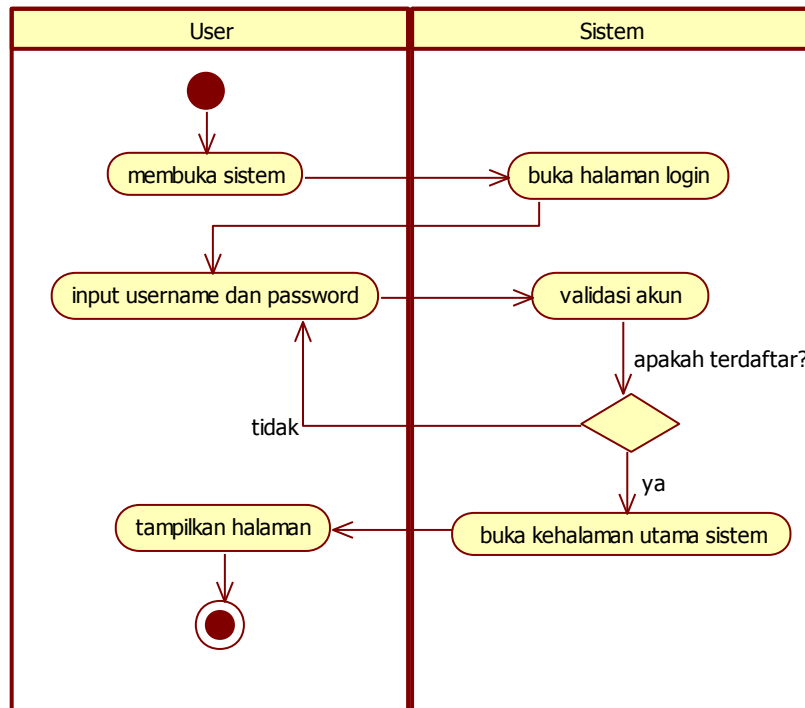 User
Sistem
membuka sistem
buka halaman login
input username dan password
validasi akun
apakah terdaftar?
tidak
ya
tampilkan halaman
buka kehalaman utama sistem